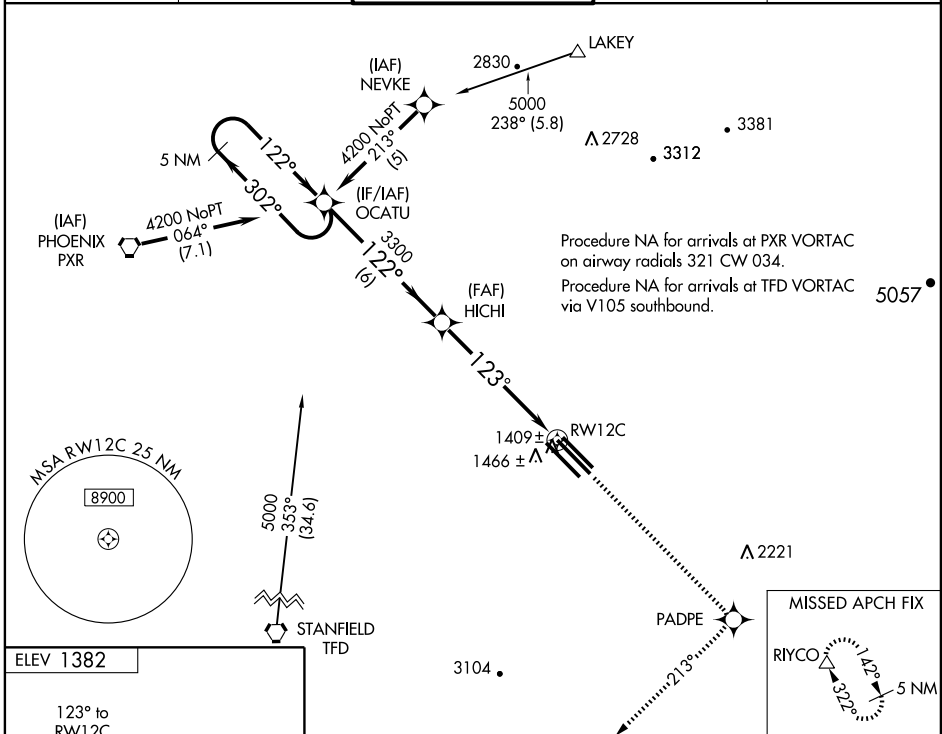 LAKEY
2830
(IAF)
NEVKE
5000
238° (5.8)
4200 NoPT
213°
(5)
2728
3381
3312
5 NM
122°
302°
(IF/IAF)
OCATU
(IAF)
PHOENIX
PXR
4200 NoPT
064°
(7.1)
3300
122°
(6)
Procedure NA for arrivals at PXR VORTAC
on airway radials 321 CW 034.
Procedure NA for arrivals at TFD VORTAC
via V105 southbound.
5057
(FAF)
HICHI
123°
RW12C
1409 ±
1466 ±
MSA RW12C 25 NM
8900
5000
353°
(34.6)
2221
STANFIELD
TFD
PADPE
213°
3104
MISSED APCH FIX
RIYCO
142°
322°
5 NM
ELEV 1382
123° to
RW12C